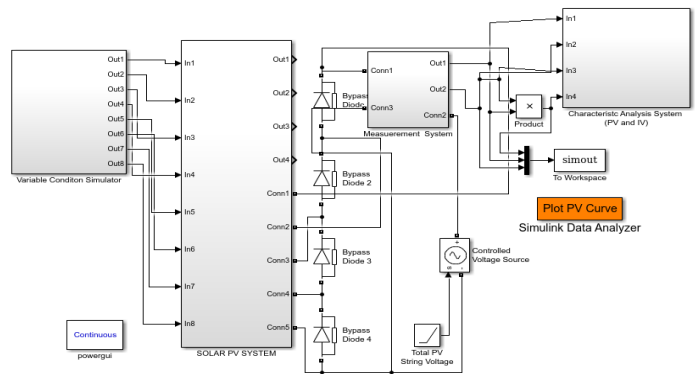 Out1
Out2
Out3
Out4
Out5
Out6
Out7
Out8
Variable Conditon Simulator
In1
In2
In3
In4
In5
In6
In7
In8
Out1
Out2
Out3
Out4
Conn1
Conn2
Conn3
Conn4
Conn5
SOLAR PV SYSTEM
Continuous
powergui
Bypass
Diode
Bypass
Diode 2
Bypass
Diode 3
Bypass
Diode 4
Conn1
Conn3
Out1
Out2
Conn2
Measuerement System
×
Product
In1
In2
In3
In4
Characteristc Analysis System
(PV and IV)
simout
To Workspace
Plot PV Curve
Simulink Data Analyzer
+
s
-
Controlled
Voltage Source
Total PV
String Voltage